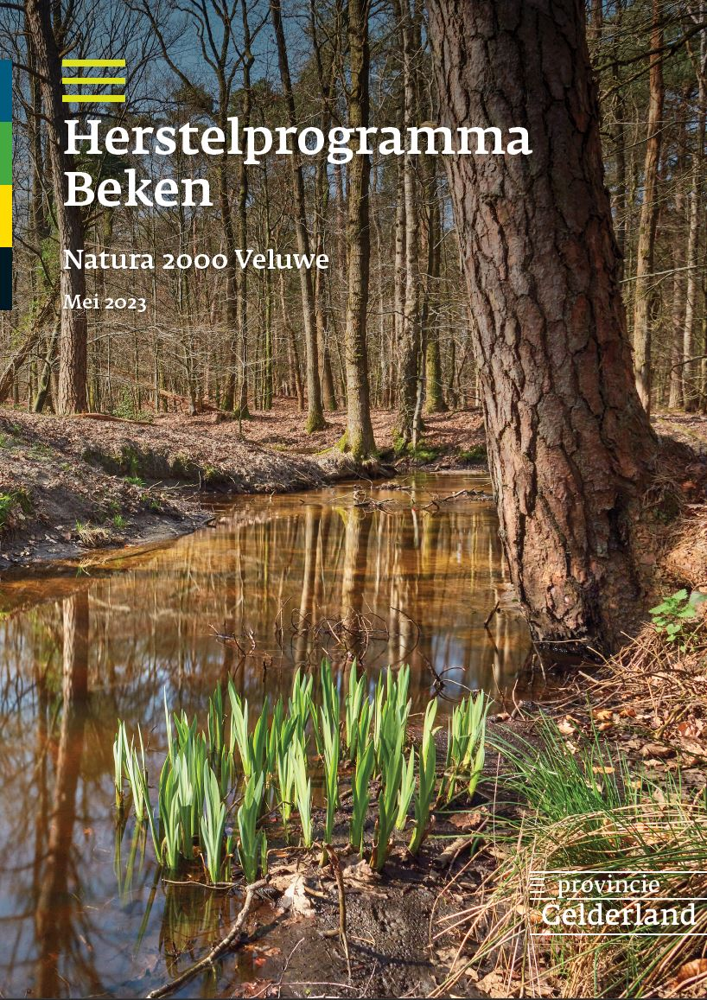 Herstelprogramma
Beken
Natura 2000 Veluwe
Mei 2023
provincie
Gelderland